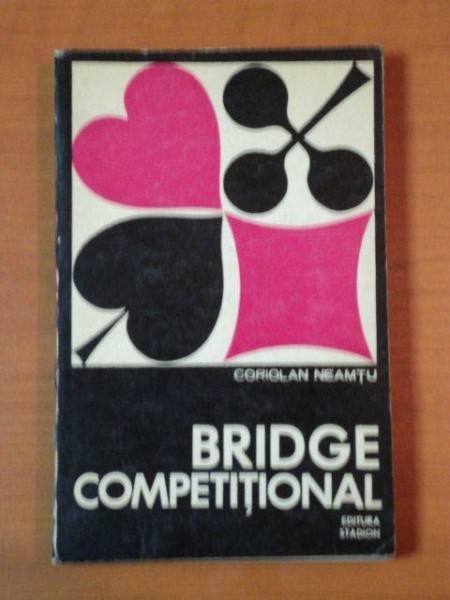 CORIOLAN NEAMȚU
BRIDGE
COMPETIȚIONAL
EDITURA
STADION